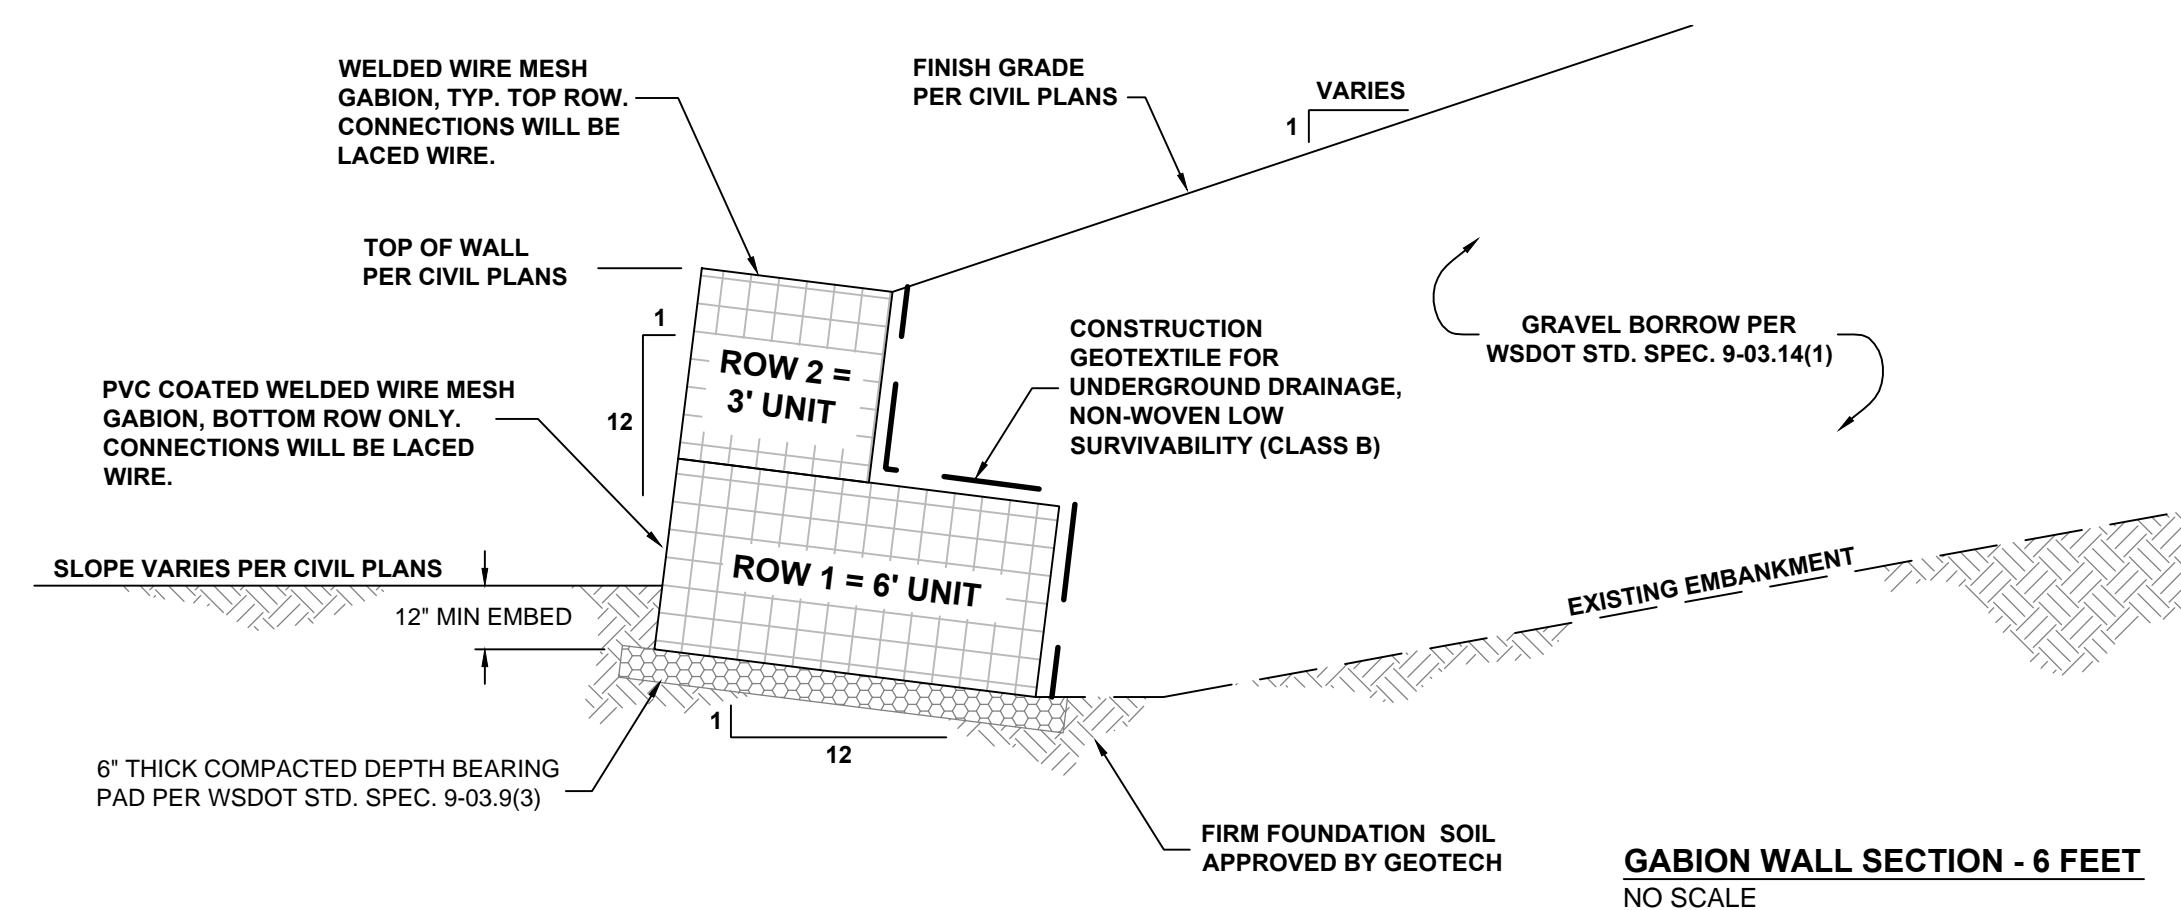 WELDED WIRE MESH
GABION, TYP. TOP ROW.
CONNECTIONS WILL BE
LACED WIRE.
FINISH GRADE
PER CIVIL PLANS
VARIES
1
TOP OF WALL
PER CIVIL PLANS
1
12
ROW 2 =
3' UNIT
CONSTRUCTION
GEOTEXTILE FOR
UNDERGROUND DRAINAGE,
NON-WOVEN LOW
SURVIVABILITY (CLASS B)
GRAVEL BORROW PER
WSDOT STD. SPEC. 9-03.14(1)
PVC COATED WELDED WIRE MESH
GABION, BOTTOM ROW ONLY.
CONNECTIONS WILL BE LACED
WIRE.
SLOPE VARIES PER CIVIL PLANS
12" MIN EMBED
ROW 1 = 6' UNIT
EXISTING EMBANKMENT
1
12
6" THICK COMPACTED DEPTH BEARING
PAD PER WSDOT STD. SPEC. 9-03.9(3)
FIRM FOUNDATION SOIL
APPROVED BY GEOTECH
GABION WALL SECTION - 6 FEET
NO SCALE